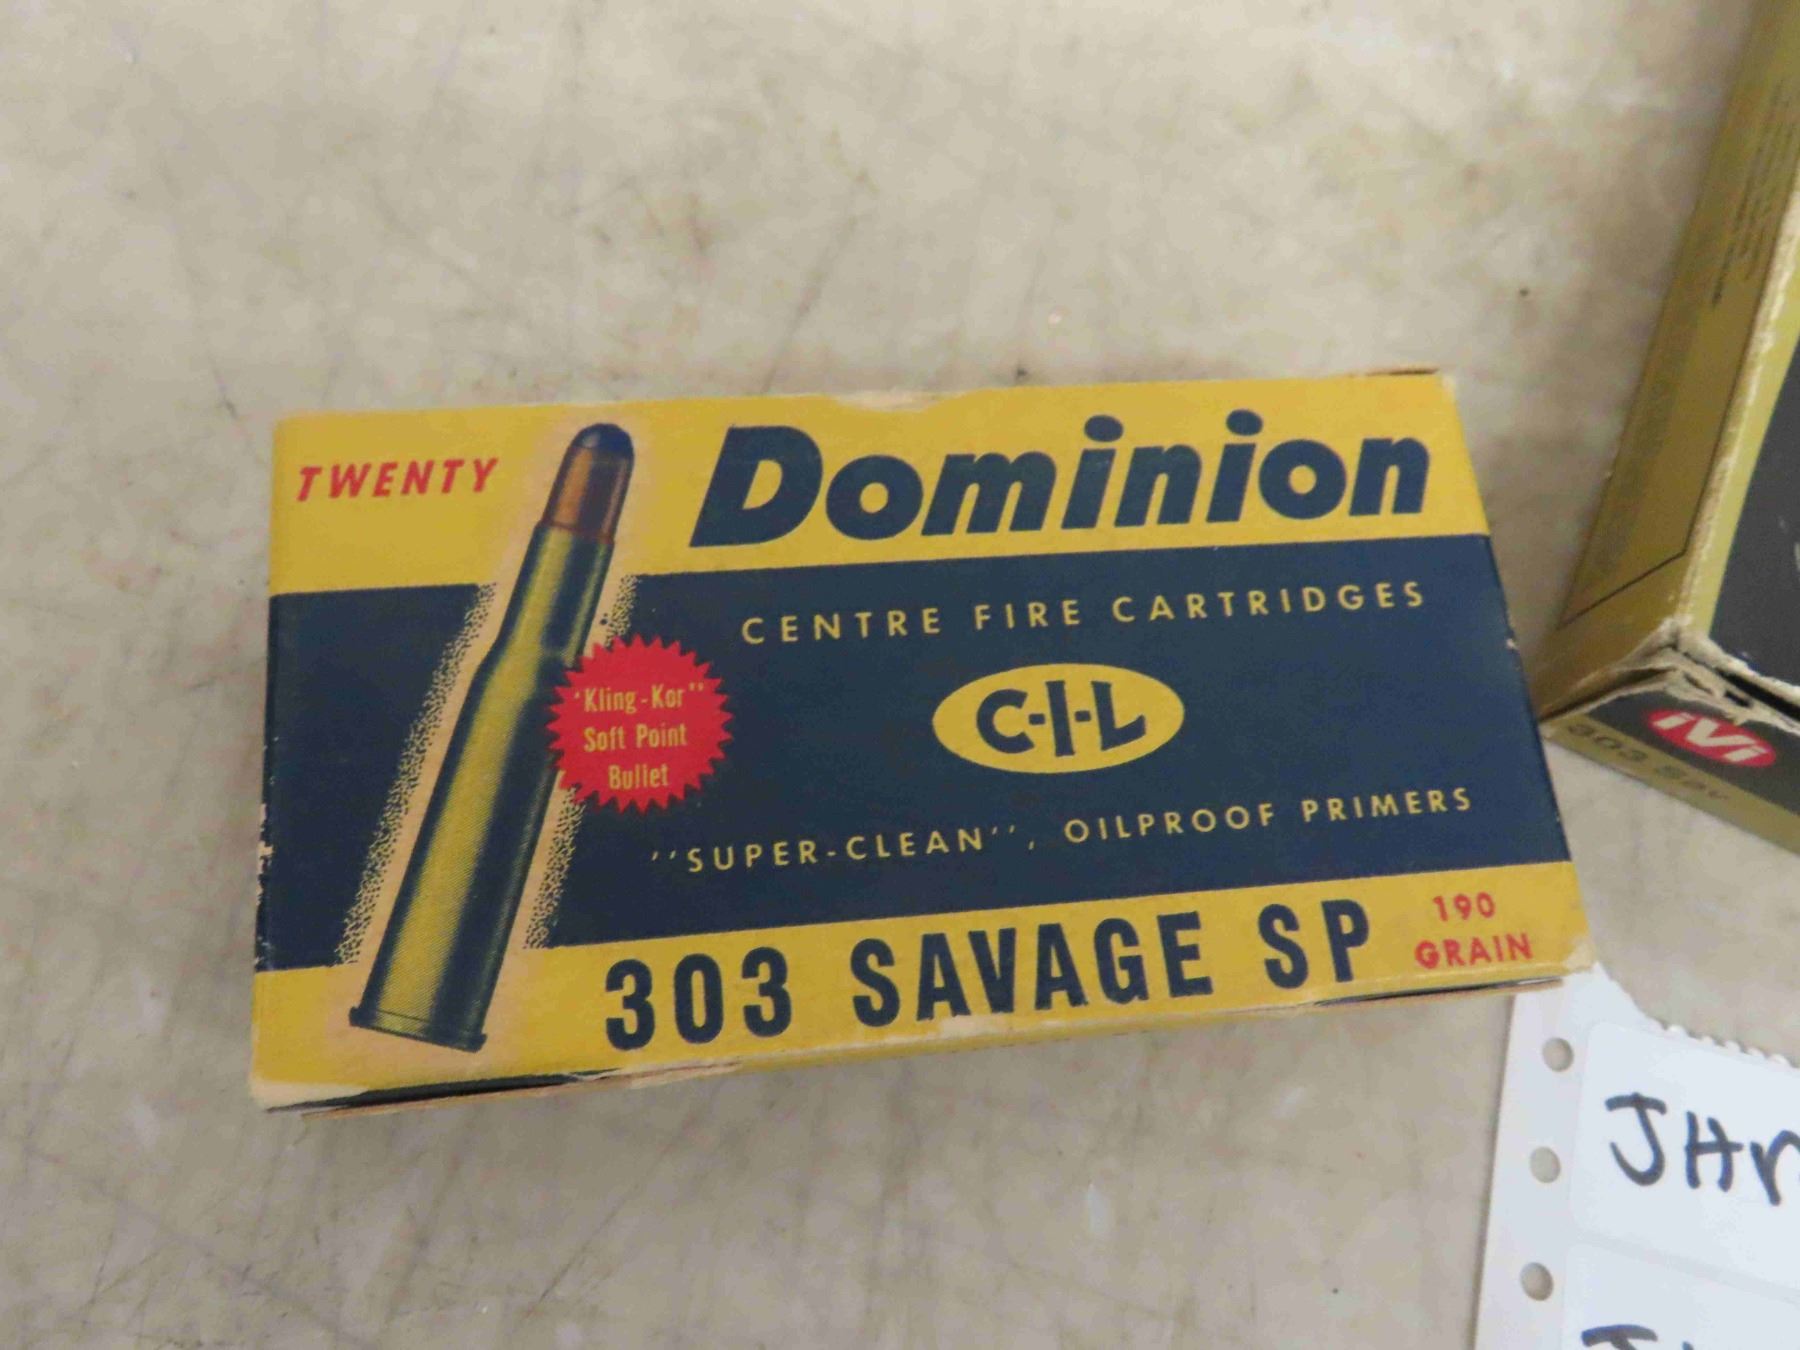 TWENTY
Dominion
CENTRE FIRE CARTRIDGES
C-I-L
"Kling-Kor"
Soft Point
Bullet
"SUPER-CLEAN", OILPROOF PRIMERS
303 SAVAGE SP
190
GRAIN
iVi
303 SAV